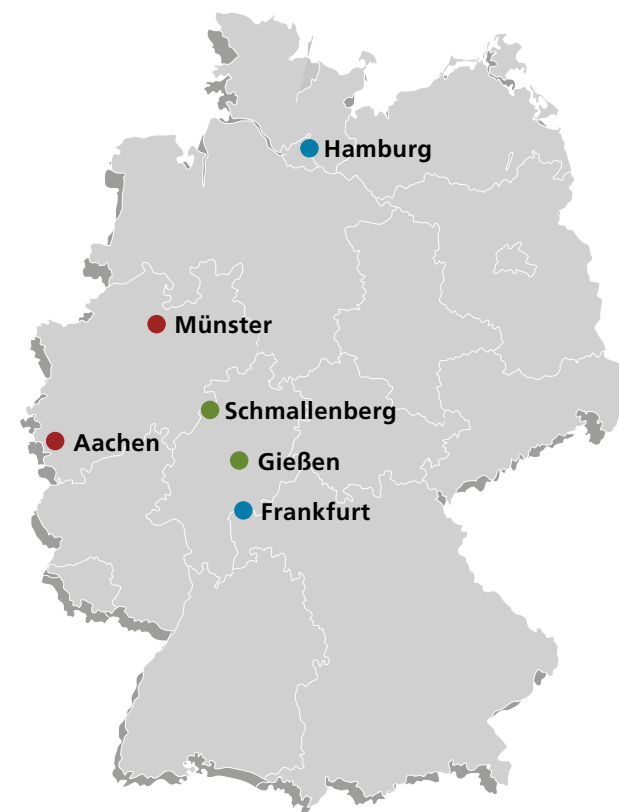 Hamburg
Münster
Schmallenberg
Aachen
Gießen
Frankfurt